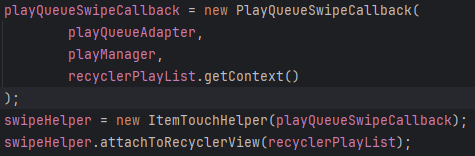 playQueueSwipeCallback = new PlayQueueSwipeCallback(
        playQueueAdapter,
        playManager,
        recyclerPlayList.getContext()
);
swipeHelper = new ItemTouchHelper(playQueueSwipeCallback);
swipeHelper.attachToRecyclerView(recyclerPlayList);